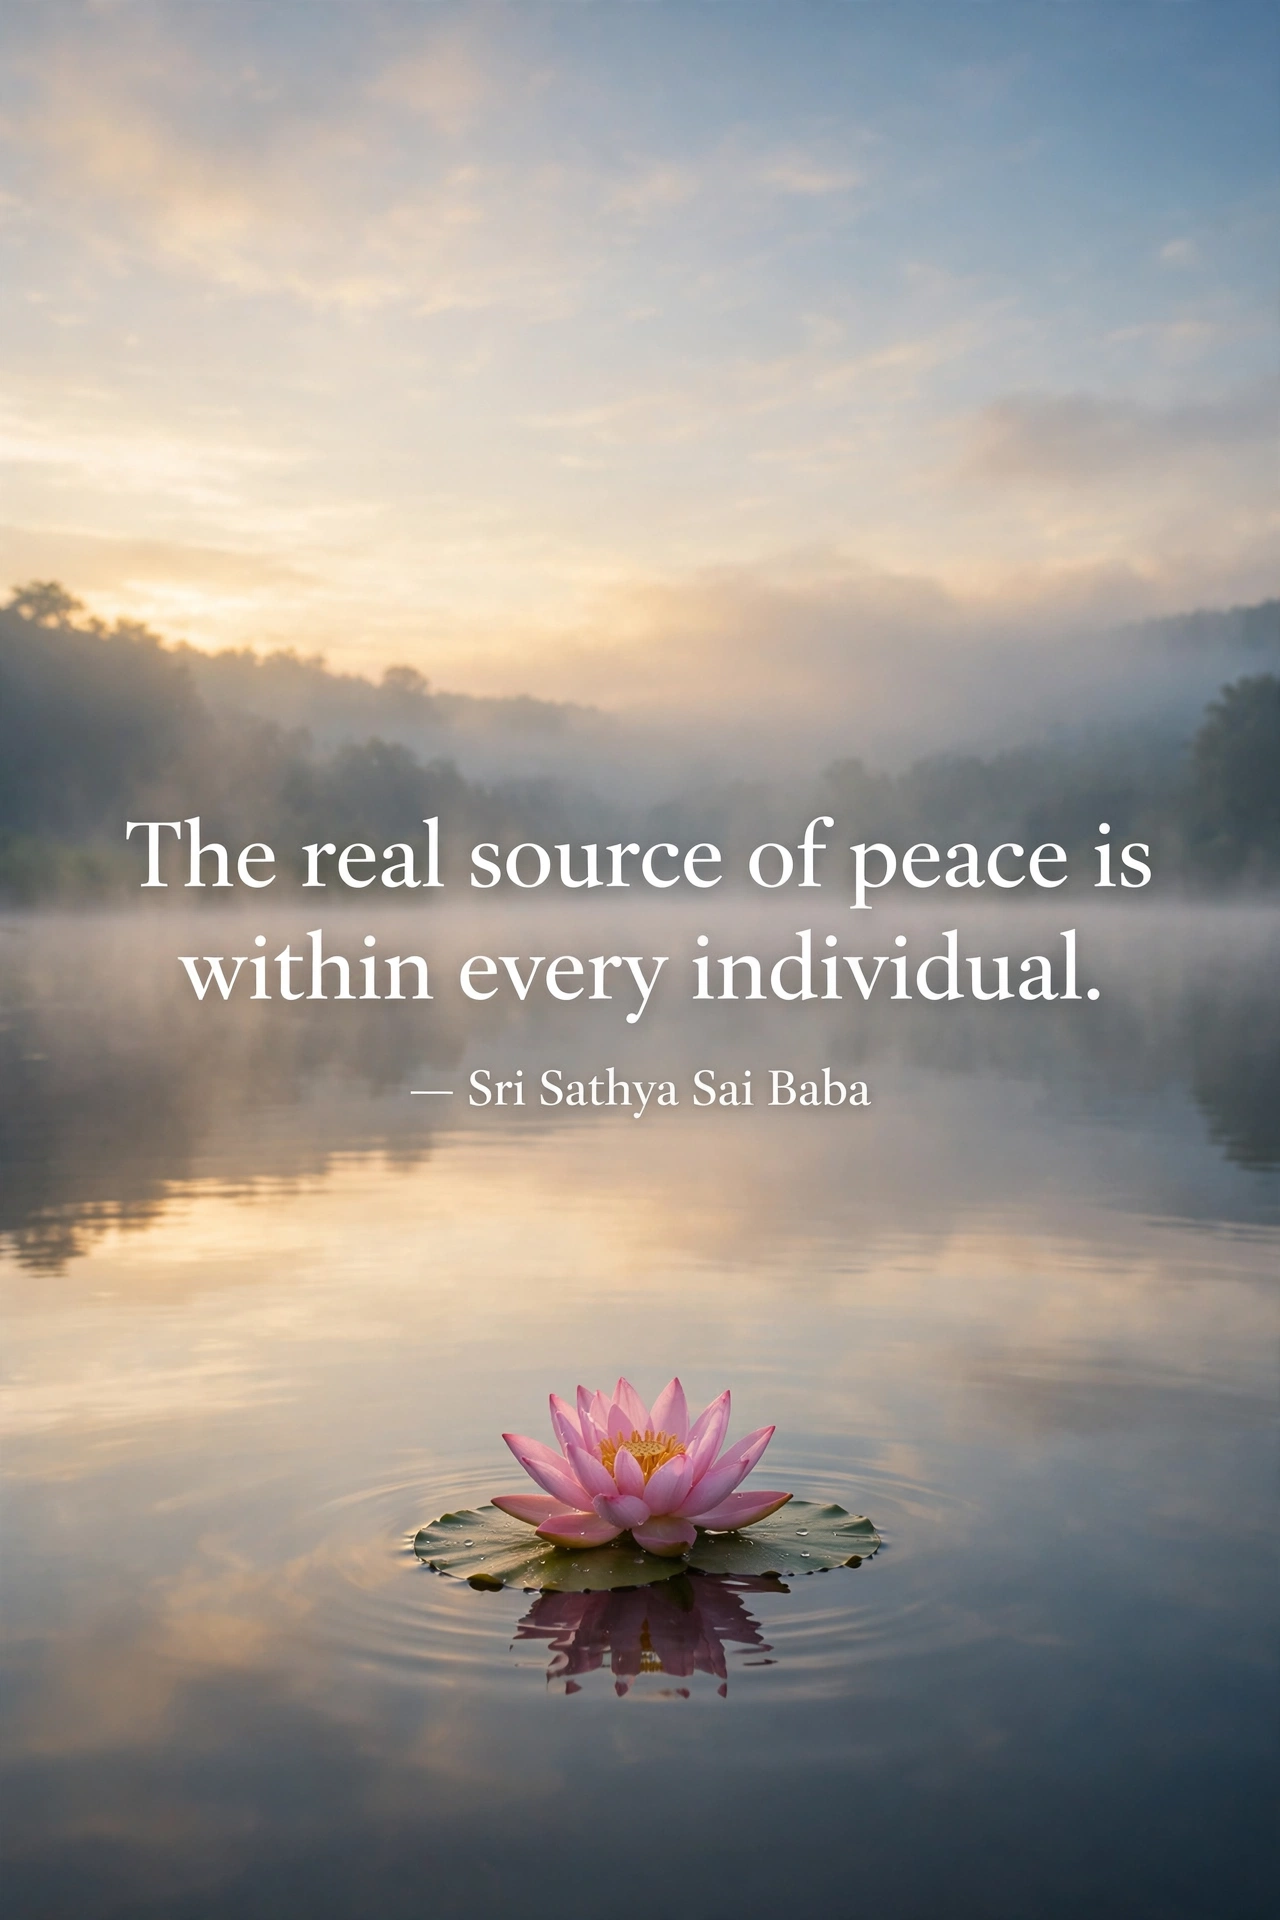 The real source of peace is
within every individual.
— Sri Sathya Sai Baba